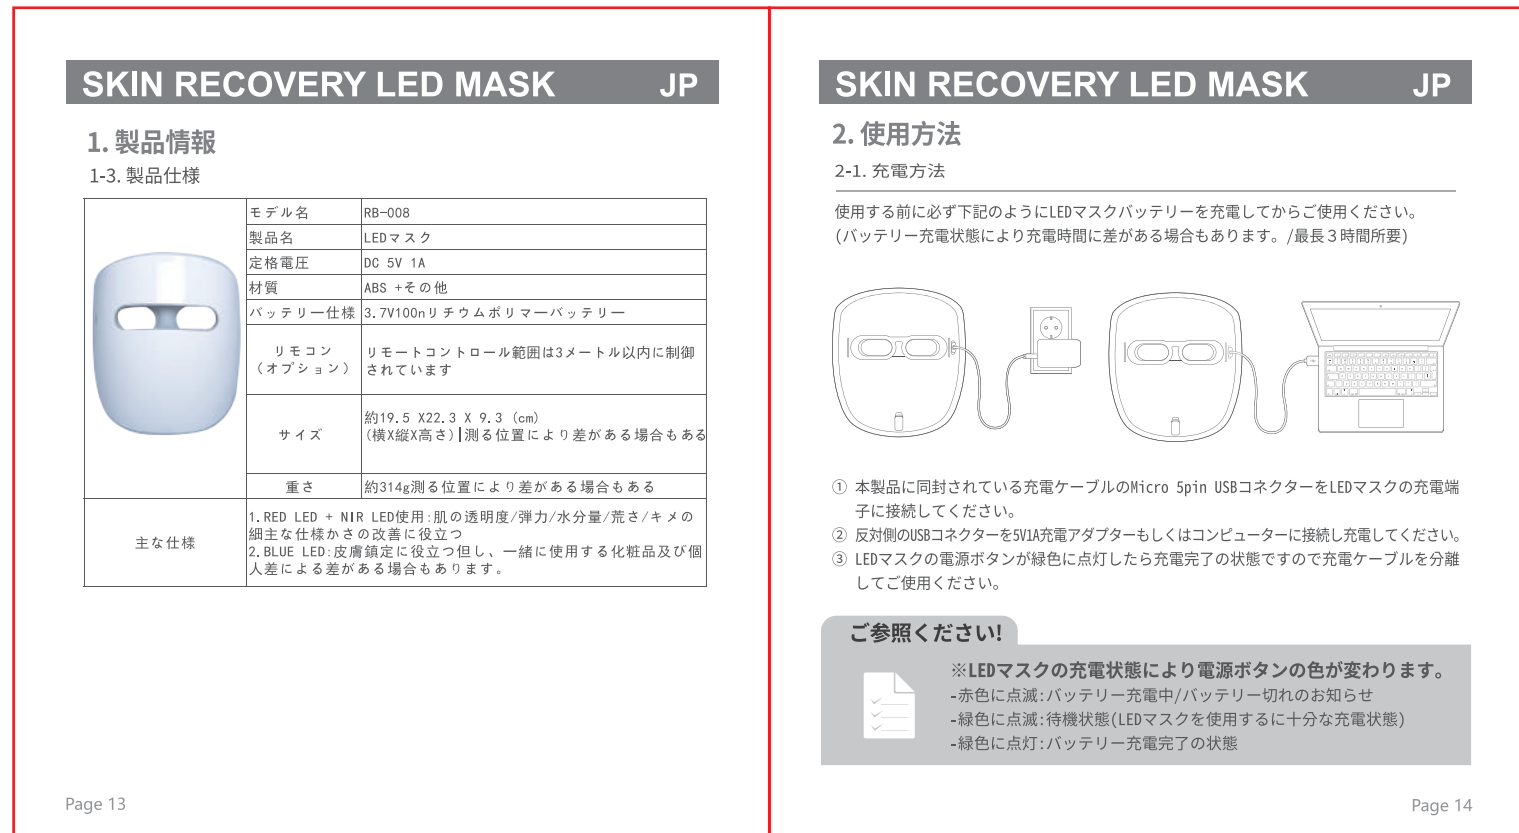 SKIN RECOVERY LED MASK JP
1. 製品情報
1-3. 製品仕様
モデル名 RB-008
製品名 LEDマスク
定格電圧 DC 5V 1A
材質 ABS +その他
バッテリー仕様 3.7V100nリチウムポリマーバッテリー
リモコン
(オプション)
リモートコントロール範囲は3メートル以内に制御
されています
サイズ
約19.5 X22.3 X 9.3 (cm)
(横X縦X高さ)|測る位置により差がある場合もある
重さ 約314g測る位置により差がある場合もある
主な仕様
1.RED LED + NIR LED使用:肌の透明度/弾力/水分量/荒さ/キメの
細主な仕様かさの改善に役立つ
2.BLUE LED:皮膚鎮定に役立つ但し、一緒に使用する化粧品及び個
人差による差がある場合もあります。
Page 13
SKIN RECOVERY LED MASK JP
2. 使用方法
2-1. 充電方法
使用する前に必ず下記のようにLEDマスクバッテリーを充電してからご使用ください。
(バッテリー充電状態により充電時間に差がある場合もあります。/最長３時間所要)
① 本製品に同封されている充電ケーブルのMicro 5pin USBコネクターをLEDマスクの充電端
子に接続してください。
② 反対側のUSBコネクターを5V1A充電アダプターもしくはコンピューターに接続し充電してください。
③ LEDマスクの電源ボタンが緑色に点灯したら充電完了の状態ですので充電ケーブルを分離
してご使用ください。
ご参照ください!
※LEDマスクの充電状態により電源ボタンの色が変わります。
-赤色に点滅:バッテリー充電中/バッテリー切れのお知らせ
-緑色に点滅:待機状態(LEDマスクを使用するに十分な充電状態)
-緑色に点灯:バッテリー充電完了の状態
Page 14